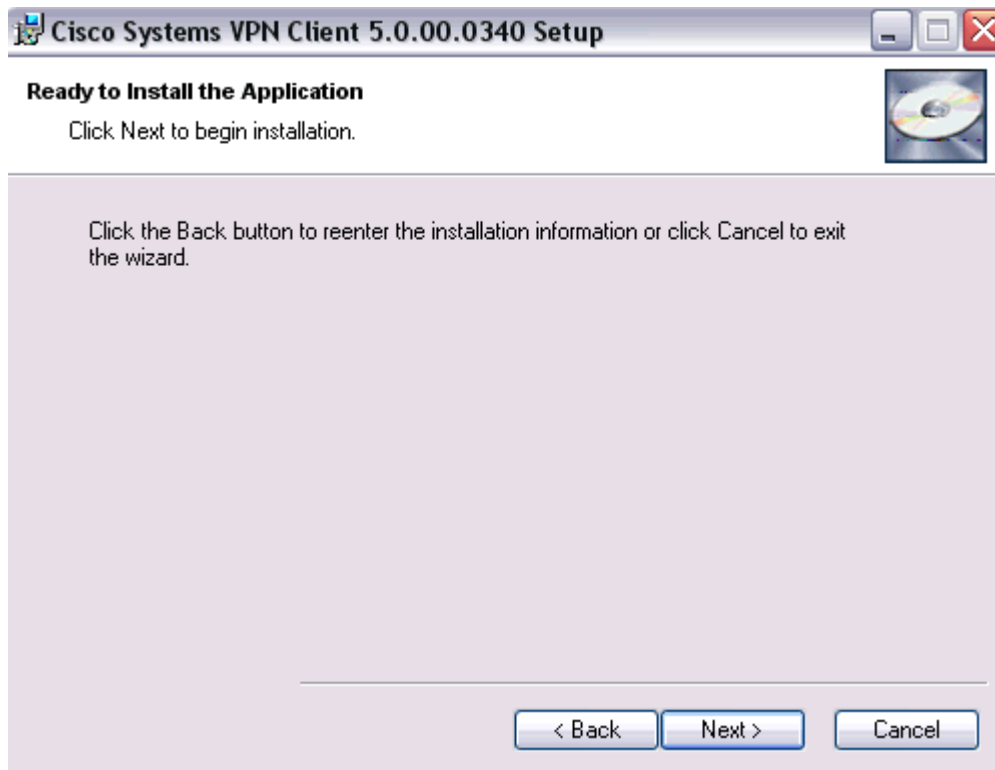 Cisco Systems VPN Client 5.0.00.0340 Setup
Ready to Install the Application
Click Next to begin installation.
Click the Back button to reenter the installation information or click Cancel to exit
the wizard.
< Back
Next >
Cancel